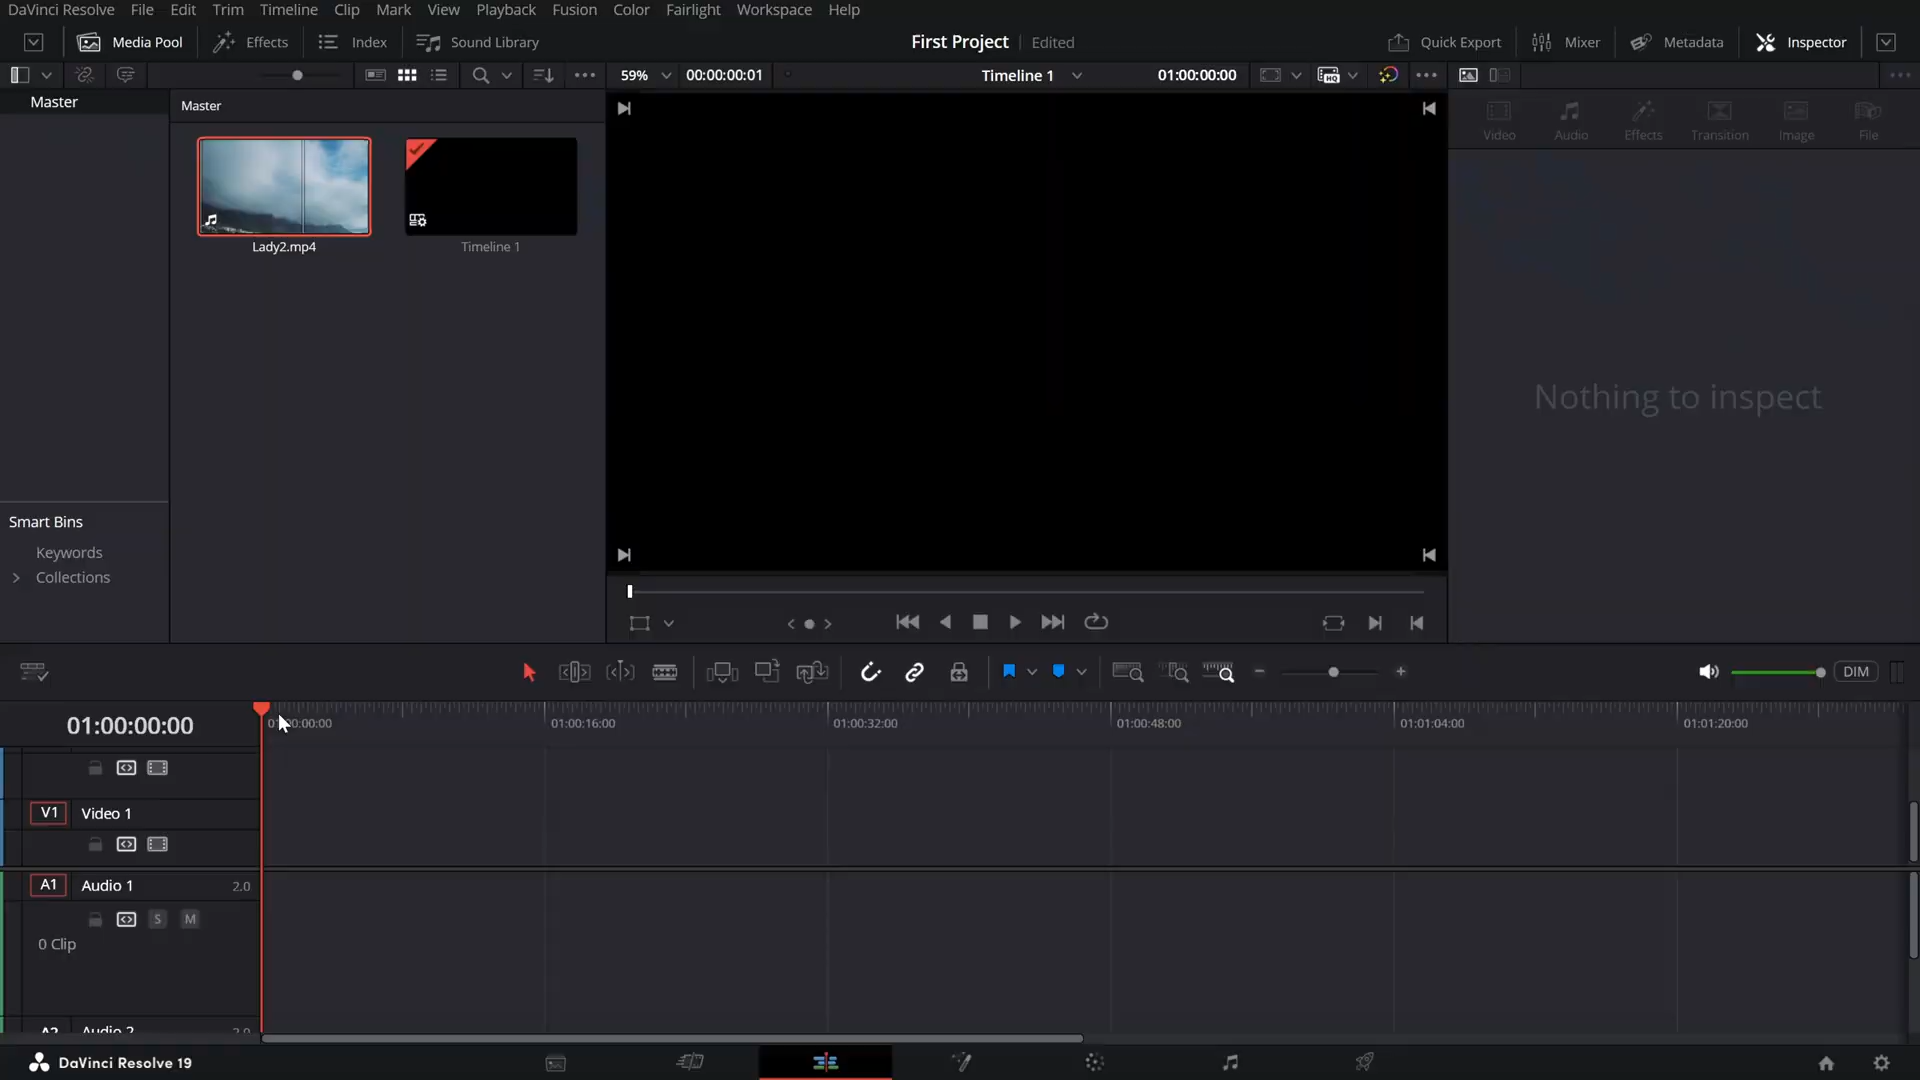 DaVinci Resolve File Edit Trim Timeline Clip Mark View Playback Fusion Color Fairlight Workspace Help
Media Pool Effects Index Sound Library First Project Edited Quick Export Mixer Metadata Inspector
59% 00:00:00:01 Timeline 1 01:00:00:00
Master Master
Video Audio Effects Transition Image File
Lady2.mp4 Timeline 1
Nothing to inspect
Smart Bins
Keywords
Collections
DIM
01:00:00:00 01:00:16:00 01:00:32:00 01:00:48:00 01:01:04:00 01:01:20:00
V1 Video 1
A1 Audio 1 2.0
S M
0 Clip
A2 Audio 2 2.0
DaVinci Resolve 19